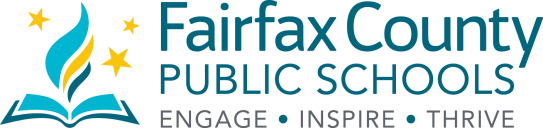 Fairfax County
PUBLIC SCHOOLS
ENGAGE • INSPIRE • THRIVE